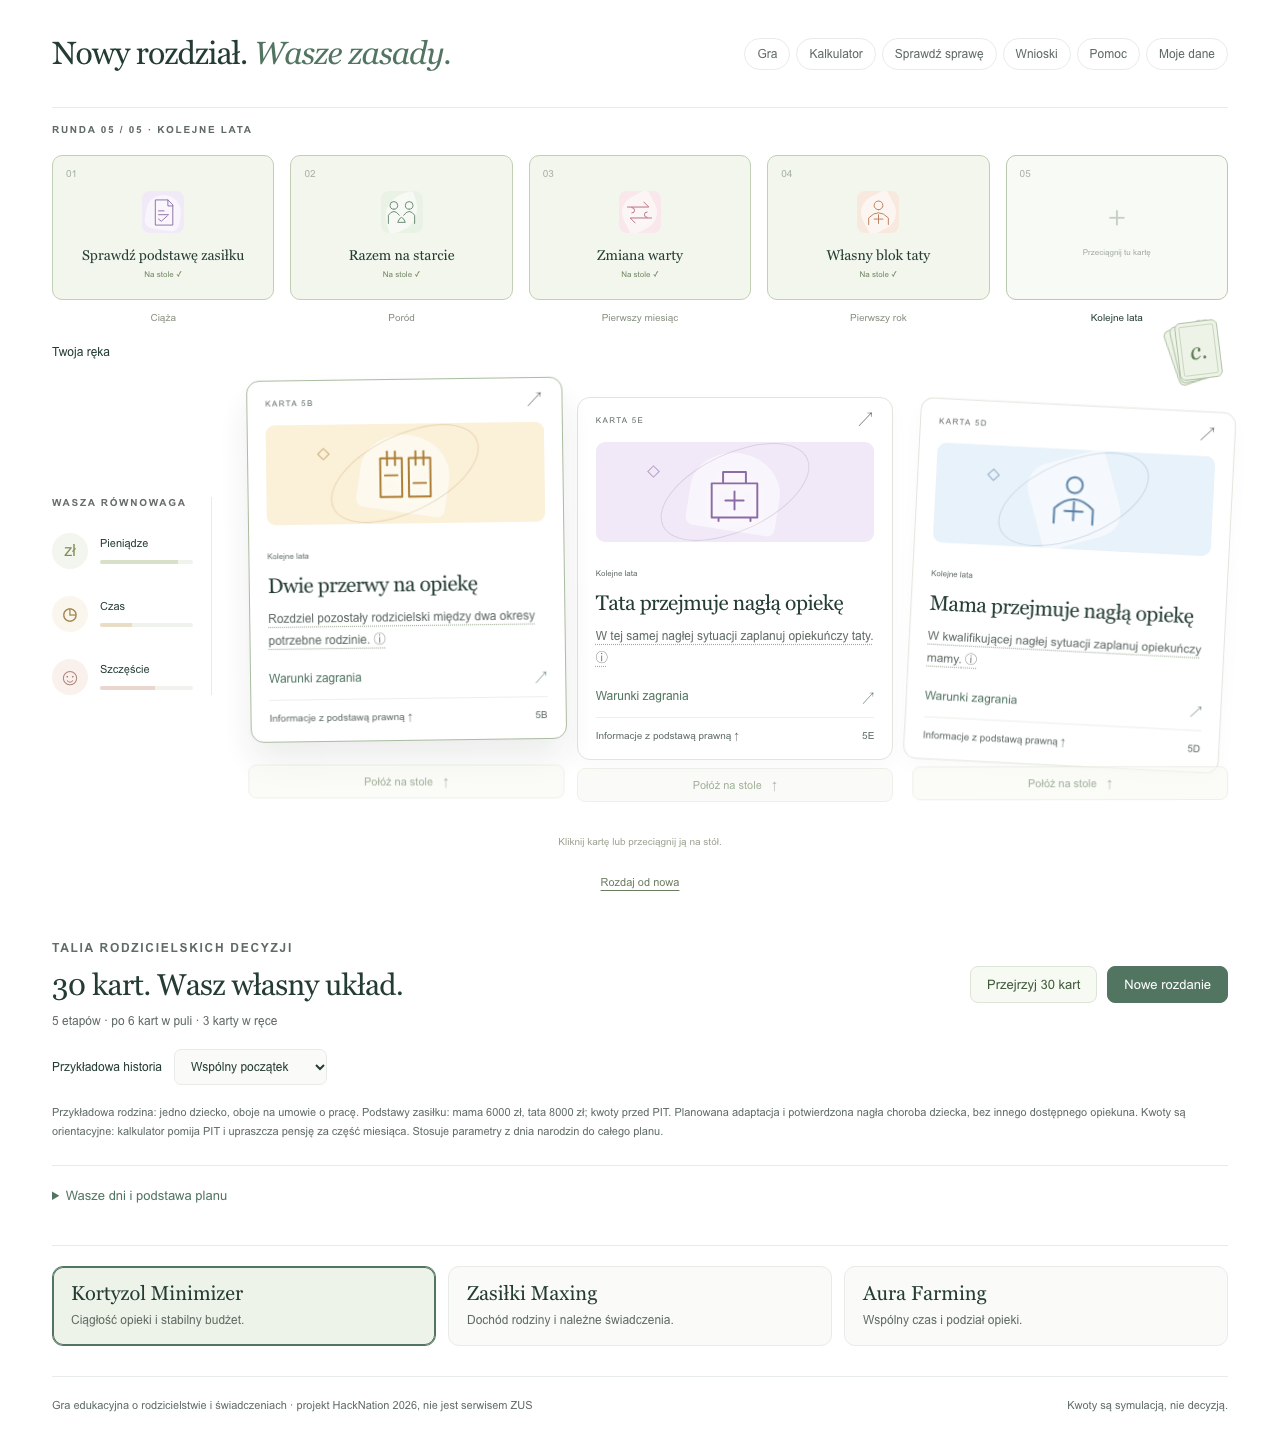 Nowy rozdział. Wasze zasady.
Gra
Kalkulator
Sprawdź sprawę
Wnioski
Pomoc
Moje dane
RUNDA 05 / 05 · KOLEJNE LATA
01
Sprawdź podstawę zasiłku
Na stole ✓
Ciąża
02
Razem na starcie
Na stole ✓
Poród
03
Zmiana warty
Na stole ✓
Pierwszy miesiąc
04
Własny blok taty
Na stole ✓
Pierwszy rok
05
+
Przeciągnij tu kartę
Kolejne lata
Twoja ręka
c.
WASZA RÓWNOWAGA
zł
Pieniądze
Czas
Szczęście
KARTA 5B
Kolejne lata
Dwie przerwy na opiekę
Rozdziel pozostały rodzicielski między dwa okresy
potrzebne rodzinie. ⓘ
Warunki zagrania
Informacje z podstawą prawną ↑
5B
Połóż na stole ↑
KARTA 5E
Kolejne lata
Tata przejmuje nagłą opiekę
W tej samej nagłej sytuacji zaplanuj opiekuńczy taty.
ⓘ
Warunki zagrania
Informacje z podstawą prawną ↑
5E
Połóż na stole ↑
KARTA 5D
Kolejne lata
Mama przejmuje nagłą opiekę
W kwalifikującej nagłej sytuacji zaplanuj opiekuńczy
mamy. ⓘ
Warunki zagrania
Informacje z podstawą prawną ↑
5D
Połóż na stole ↑
Kliknij kartę lub przeciągnij ją na stół.
Rozdaj od nowa
TALIA RODZICIELSKICH DECYZJI
30 kart. Wasz własny układ.
5 etapów · po 6 kart w puli · 3 karty w ręce
Przejrzyj 30 kart
Nowe rozdanie
Przykładowa historia
Wspólny początek
Przykładowa rodzina: jedno dziecko, oboje na umowie o pracę. Podstawy zasiłku: mama 6000 zł, tata 8000 zł; kwoty przed PIT. Planowana adaptacja i potwierdzona nagła choroba dziecka, bez innego dostępnego opiekuna. Kwoty są
orientacyjne: kalkulator pomija PIT i upraszcza pensję za część miesiąca. Stosuje parametry z dnia narodzin do całego planu.
Wasze dni i podstawa planu
Kortyzol Minimizer
Ciągłość opieki i stabilny budżet.
Zasiłki Maxing
Dochód rodziny i należne świadczenia.
Aura Farming
Wspólny czas i podział opieki.
Gra edukacyjna o rodzicielstwie i świadczeniach · projekt HackNation 2026, nie jest serwisem ZUS
Kwoty są symulacją, nie decyzją.